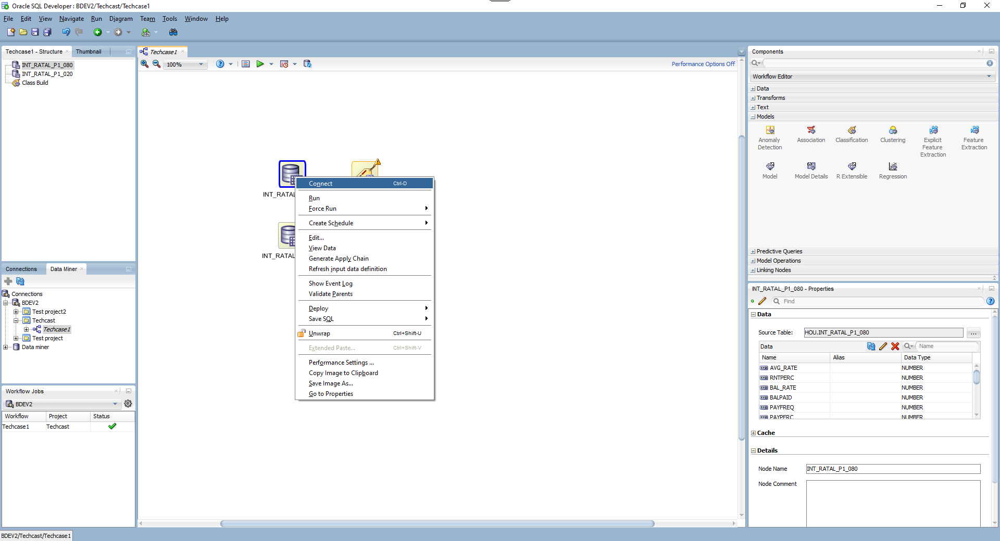 Oracle SQL Developer : BDEV2/Techcast/Techcase1
File Edit View Navigate Run Diagram Team Tools Window Help
Techcase1 - Structure
Thumbnail
INT_RATAL_P1_080
INT_RATAL_P1_020
Class Build
Techcase1
100%
Performance Options Off
INT_RATAL
INT_RATAL
Connect Ctrl-D
Run
Force Run
Create Schedule
Edit...
View Data
Generate Apply Chain
Refresh input data definition
Show Event Log
Validate Parents
Deploy
Save SQL
Unwrap Ctrl+Shift-U
Extended Paste... Ctrl+Shift-V
Performance Settings ...
Copy Image to Clipboard
Save Image As...
Go to Properties
Connections
Data Miner
Connections
BDEV2
Test project2
Techcast
Techcase1
Test project
Data miner
Workflow Jobs
BDEV2
Workflow Project Status
Techcase1 Techcast
BDEV2/Techcast/Techcase1
Components
Workflow Editor
Data
Transforms
Text
Models
Anomaly Detection
Association
Classification
Clustering
Explicit Feature Extraction
Feature Extraction
Model
Model Details
R Extensible
Regression
Predictive Queries
Model Operations
Linking Nodes
INT_RATAL_P1_080 - Properties
Find
Data
Source Table: HOU.INT_RATAL_P1_080 ...
Data Name
Name Alias Data Type
AVG_RATE NUMBER
RNTPERC NUMBER
BAL_RATE NUMBER
BALPAID NUMBER
PAYFREQ NUMBER
PAYPERC NUMBER
Cache
Details
Node Name INT_RATAL_P1_080
Node Comment